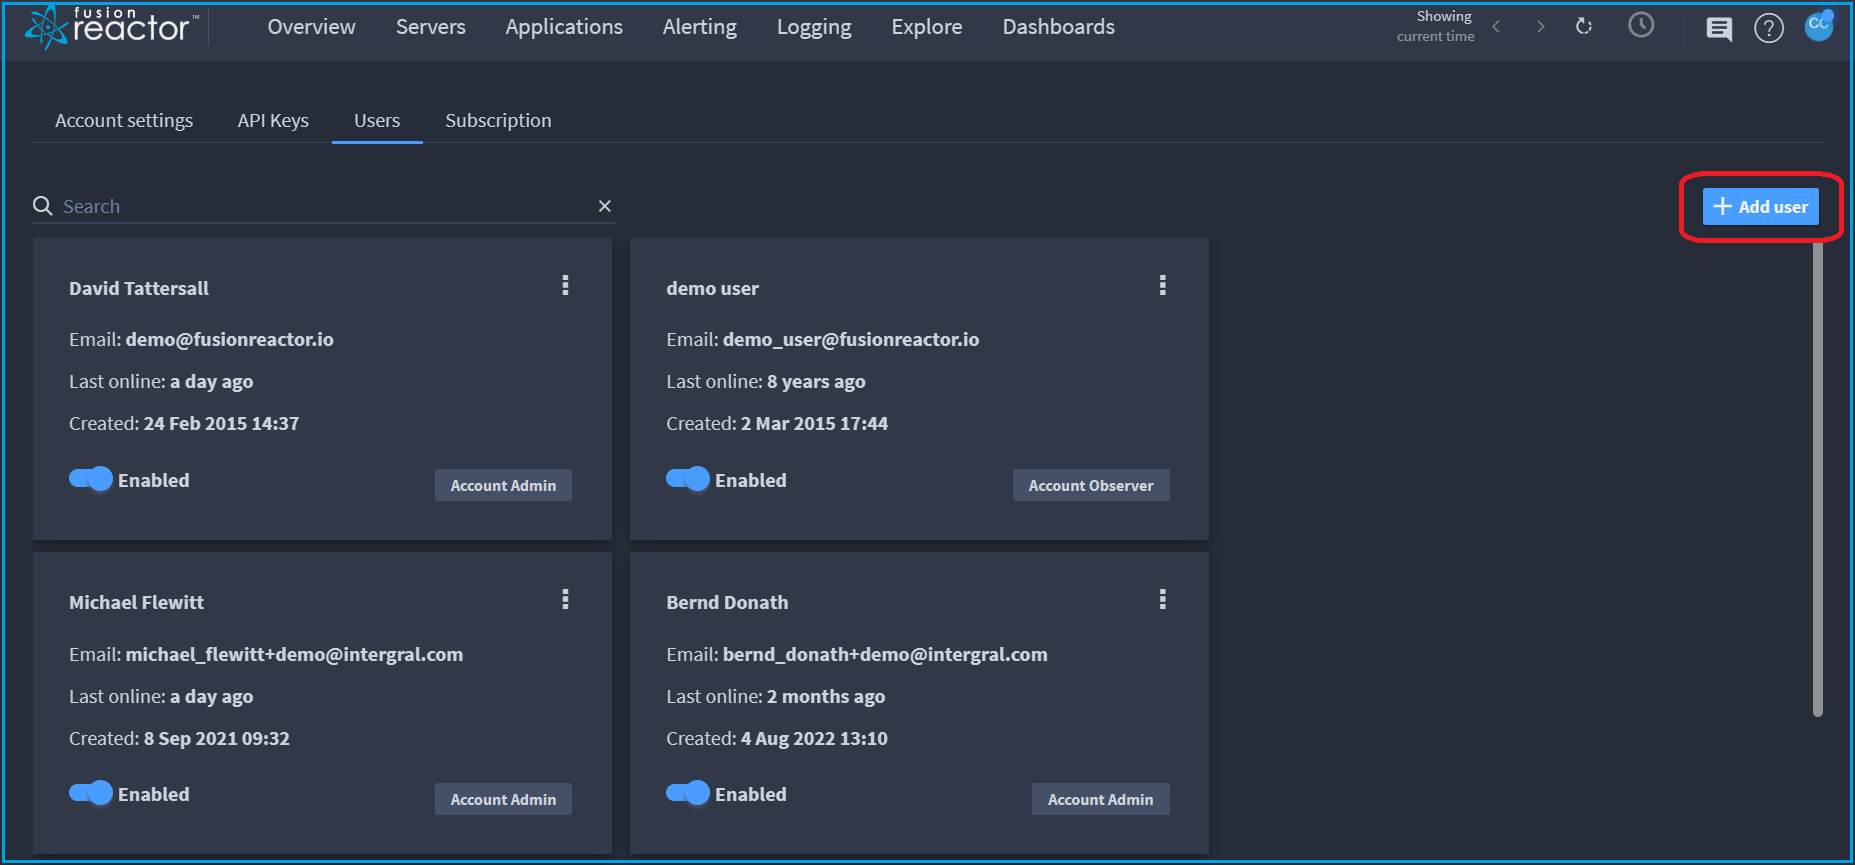 fusion
reactor™
Overview Servers Applications Alerting Logging Explore Dashboards
Showing
current time
CC
Account settings API Keys Users Subscription
Search
+ Add user
David Tattersall
Email: demo@fusionreactor.io
Last online: a day ago
Created: 24 Feb 2015 14:37
Enabled
Account Admin
demo user
Email: demo_user@fusionreactor.io
Last online: 8 years ago
Created: 2 Mar 2015 17:44
Enabled
Account Observer
Michael Flewitt
Email: michael_flewitt+demo@intergral.com
Last online: a day ago
Created: 8 Sep 2021 09:32
Enabled
Account Admin
Bernd Donath
Email: bernd_donath+demo@intergral.com
Last online: 2 months ago
Created: 4 Aug 2022 13:10
Enabled
Account Admin